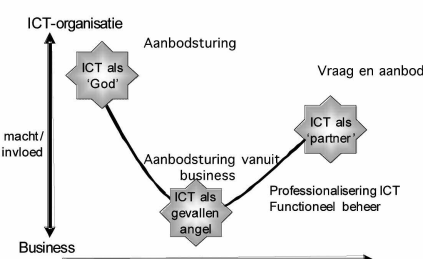 ICT-organisatie
Aanbodsturing
ICT als
'God'
Vraag en aanbod
macht/
invloed
ICT als
'partner'
Aanbodsturing vanuit
business
ICT als
gevallen
angel
Professionalisering ICT
Functioneel beheer
Business